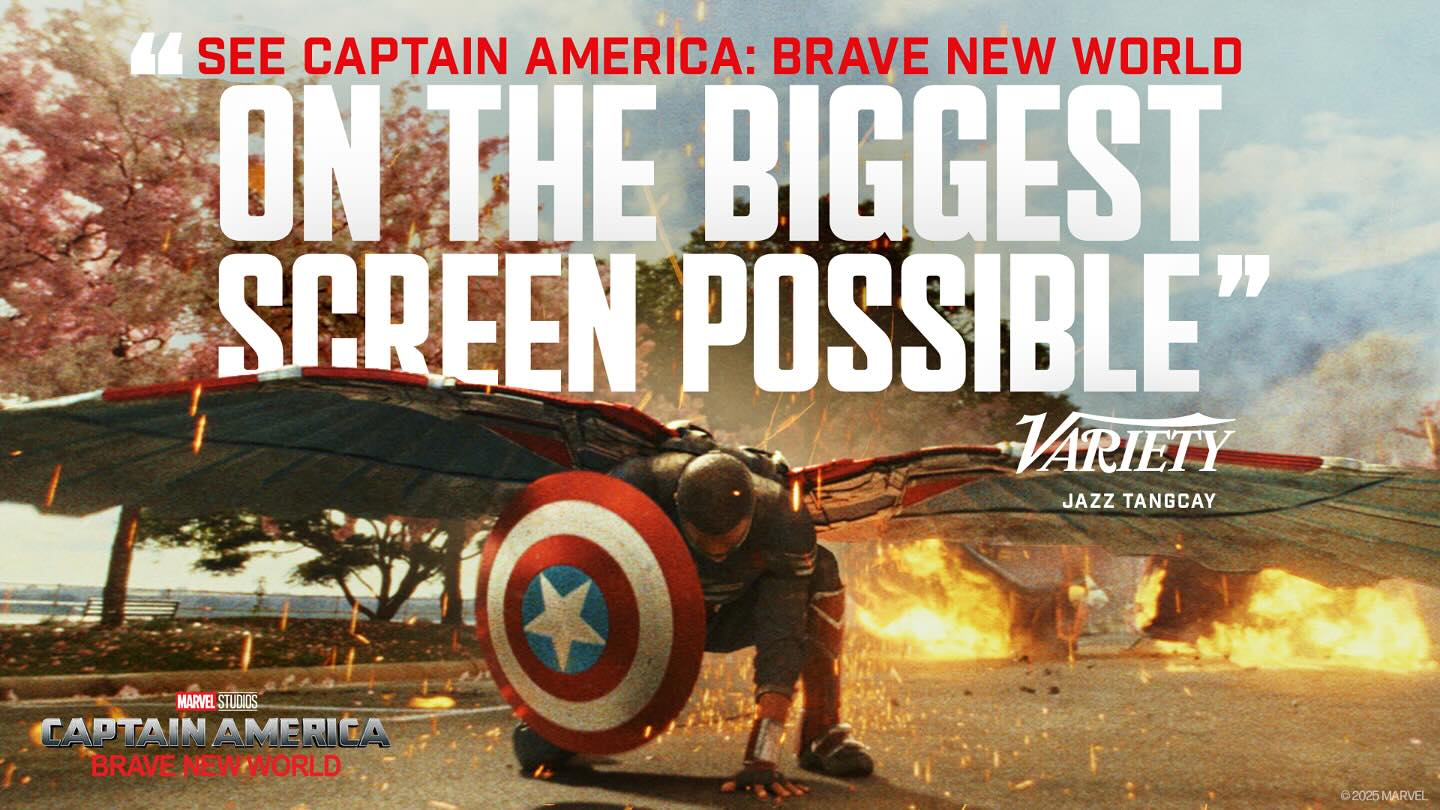 “SEE CAPTAIN AMERICA: BRAVE NEW WORLD
ON THE BIGGEST
SCREEN POSSIBLE”
VARIETY
JAZZ TANGCAY
MARVEL STUDIOS
CAPTAIN AMERICA
BRAVE NEW WORLD
© 2025 MARVEL